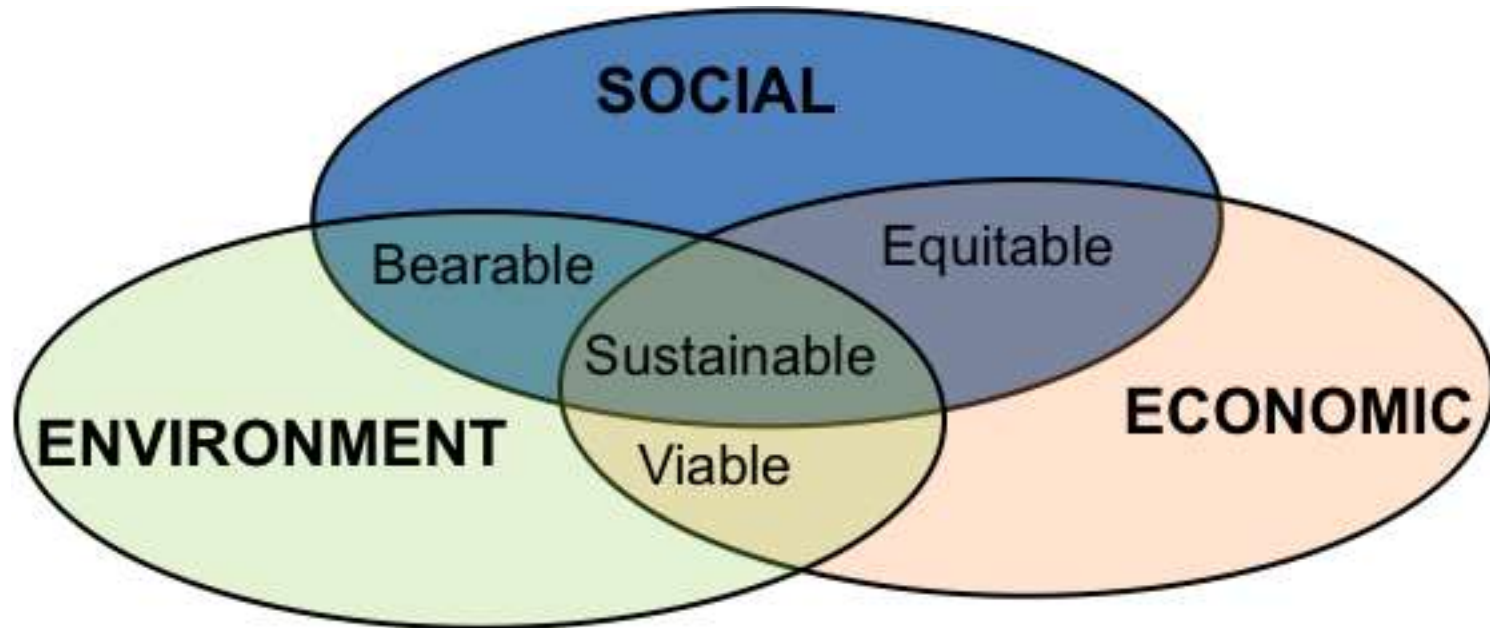 SOCIAL
Equitable
Bearable
Sustainable
ECONOMIC
ENVIRONMENT
Viable